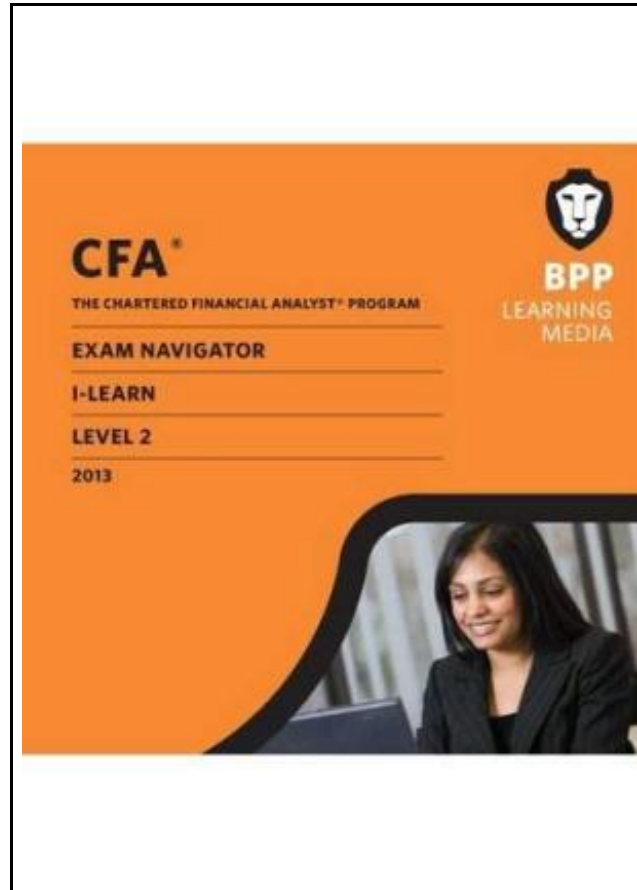 CFA®
THE CHARTERED FINANCIAL ANALYST® PROGRAM
EXAM NAVIGATOR
I-LEARN
LEVEL 2
2013
BPP
LEARNING
MEDIA